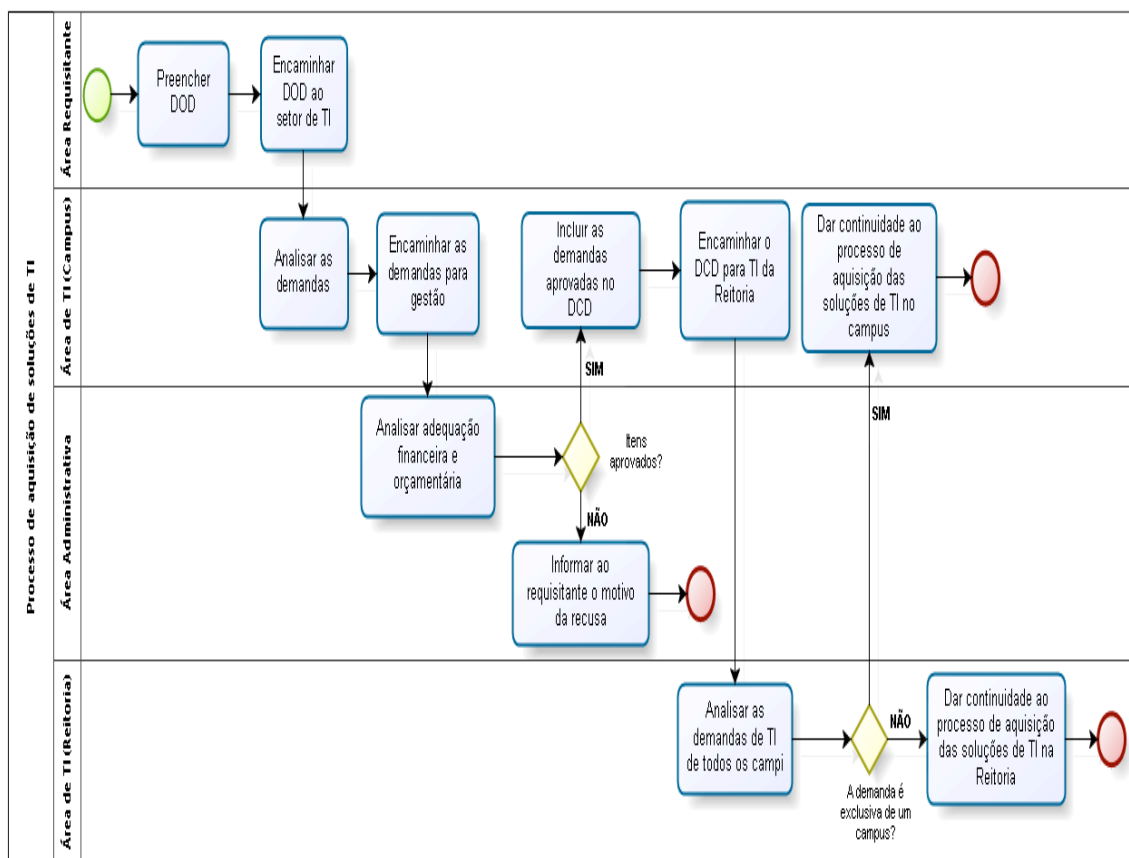 Processo de aquisição de soluções de TI
Área Requisitante
Preencher
DOD
Encaminhar
DOD ao
setor de TI
Área de TI (Campus)
Analisar as
demandas
Encaminhar as
demandas para
gestão
Incluir as
demandas
aprovadas no
DCD
Encaminhar o
DCD para TI da
Reitoria
Dar continuidade ao
processo de
aquisição das
soluções de TI no
campus
SIM
SIM
Área Administrativa
Analisar adequação
financeira e
orçamentária
Itens
aprovados?
NÃO
Informar ao
requisitante o motivo
da recusa
Área de TI(Reitoria)
Analisar as
demandas de TI
de todos os campi
A demanda é
exclusiva de um
campus?
NÃO
Dar continuidade ao
processo de aquisição
das soluções de TI na
Reitoria